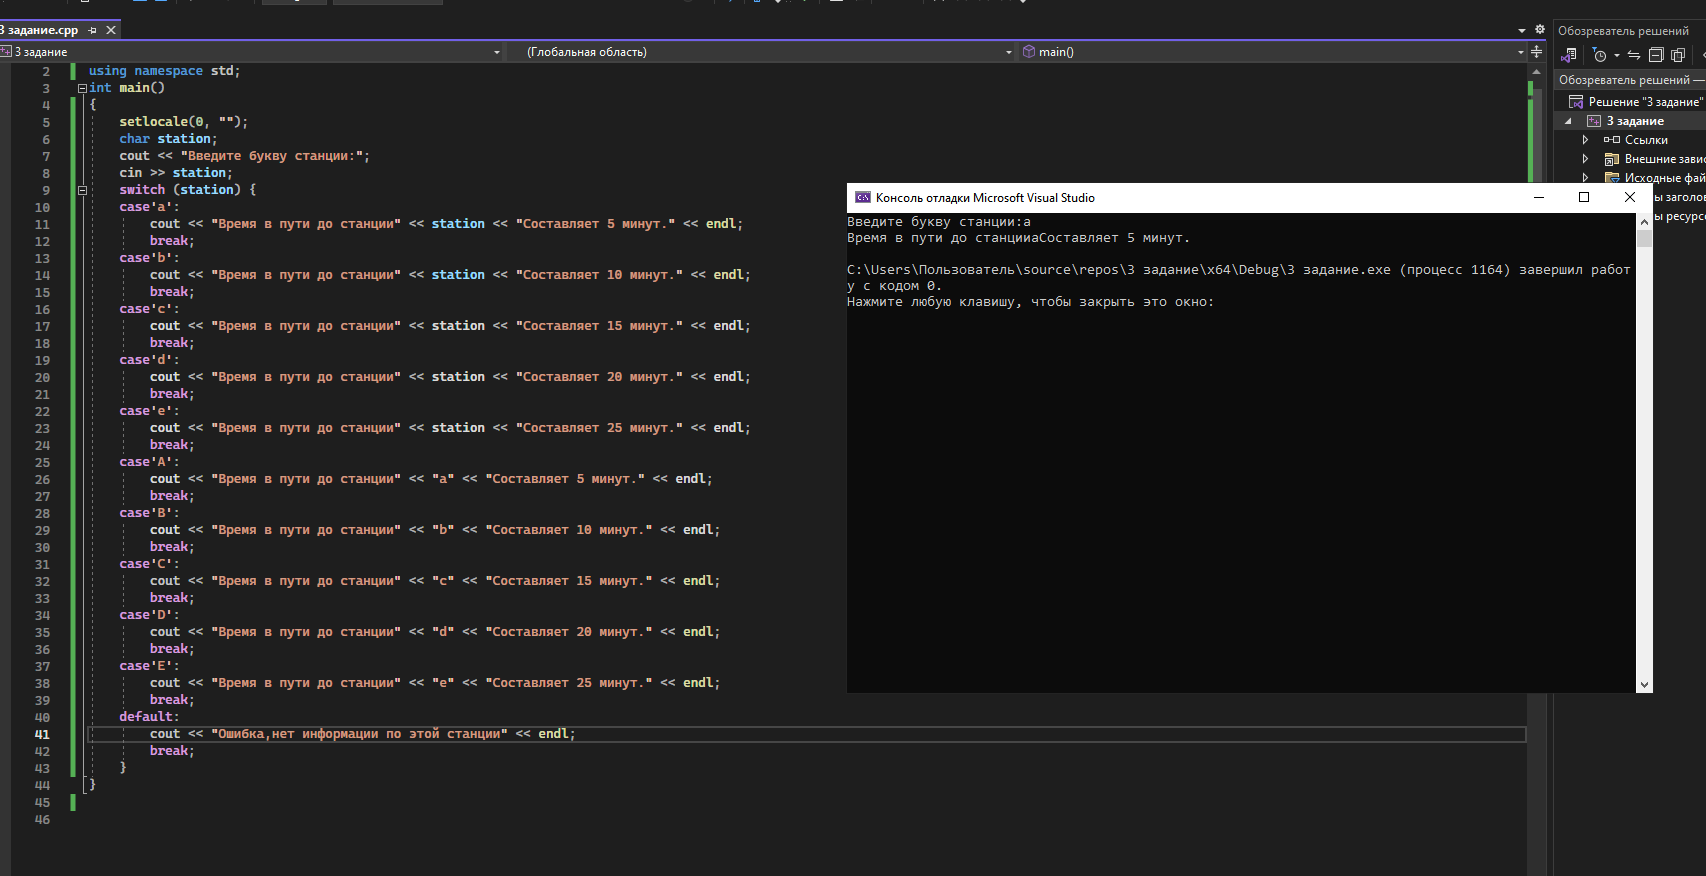 3 задание.cpp
Обозреватель решений
3 задание
(Глобальная область)
main()
Обозреватель решений —
2 using namespace std;
3 int main()
4 {
5 setlocale(0, "");
6 char station;
7 cout << "Введите букву станции:";
8 cin >> station;
9 switch (station) {
10 case'a':
11 cout << "Время в пути до станции" << station << "Составляет 5 минут." << endl;
12 break;
13 case'b':
14 cout << "Время в пути до станции" << station << "Составляет 10 минут." << endl;
15 break;
16 case'c':
17 cout << "Время в пути до станции" << station << "Составляет 15 минут." << endl;
18 break;
19 case'd':
20 cout << "Время в пути до станции" << station << "Составляет 20 минут." << endl;
21 break;
22 case'e':
23 cout << "Время в пути до станции" << station << "Составляет 25 минут." << endl;
24 break;
25 case'A':
26 cout << "Время в пути до станции" << "a" << "Составляет 5 минут." << endl;
27 break;
28 case'B':
29 cout << "Время в пути до станции" << "b" << "Составляет 10 минут." << endl;
30 break;
31 case'C':
32 cout << "Время в пути до станции" << "c" << "Составляет 15 минут." << endl;
33 break;
34 case'D':
35 cout << "Время в пути до станции" << "d" << "Составляет 20 минут." << endl;
36 break;
37 case'E':
38 cout << "Время в пути до станции" << "e" << "Составляет 25 минут." << endl;
39 break;
40 default:
41 cout << "Ошибка,нет информации по этой станции" << endl;
42 break;
43 }
44 }
45
46
Консоль отладки Microsoft Visual Studio
Введите букву станции:a
Время в пути до станцииaСоставляет 5 минут.
C:\Users\Пользователь\source\repos\3 задание\x64\Debug\3 задание.exe (процесс 1164) завершил работ
у с кодом 0.
Нажмите любую клавишу, чтобы закрыть это окно:
Решение "3 задание"
3 задание
Ссылки
Внешние зави
Исходные фай
ы заголов
ы ресурс